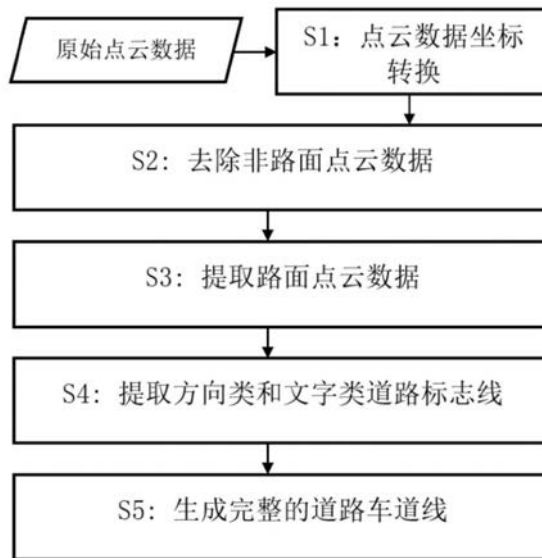 原始点云数据
S1：点云数据坐标
转换
S2: 去除非路面点云数据
S3: 提取路面点云数据
S4: 提取方向类和文字类道路标志线
S5: 生成完整的道路车道线